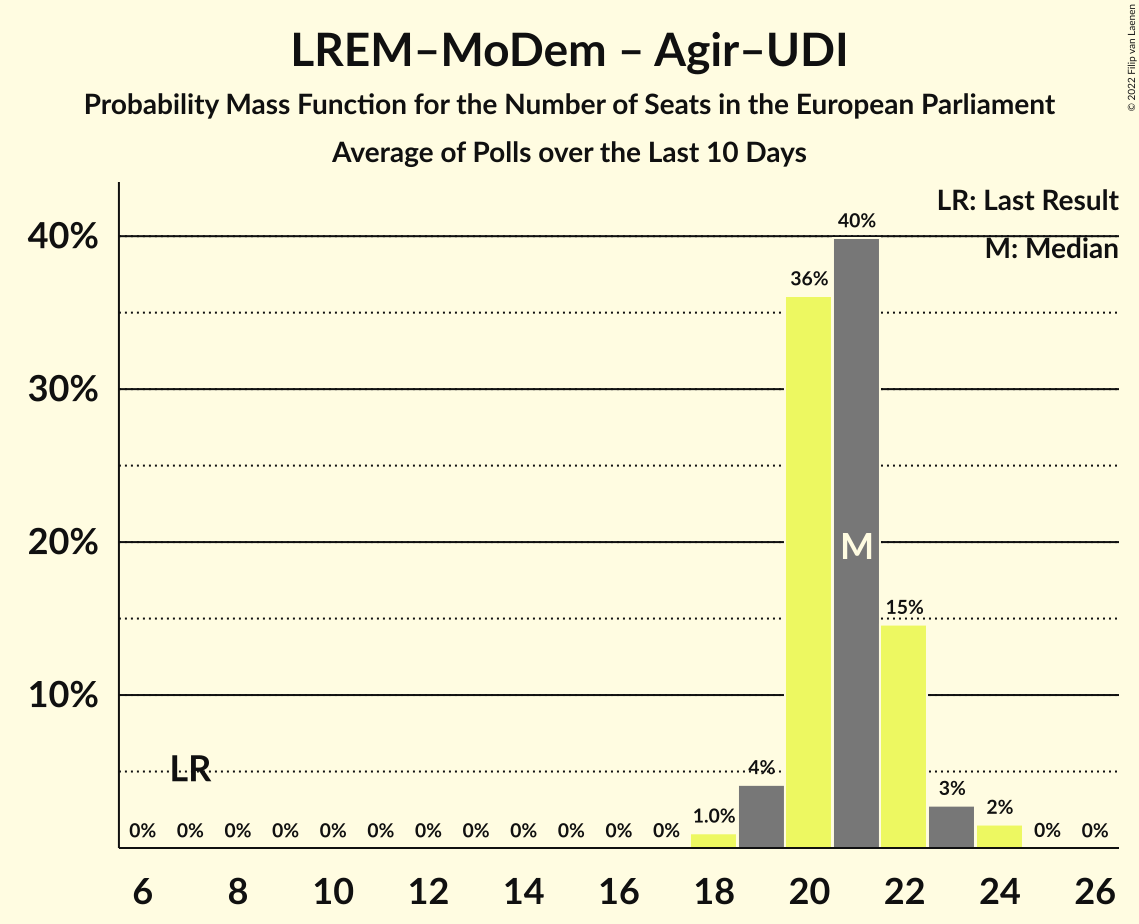 LREM–MoDem – Agir–UDI
Probability Mass Function for the Number of Seats in the European Parliament
Average of Polls over the Last 10 Days
© 2022 Filip van Laenen
LR: Last Result
M: Median
40%
30%
20%
10%
40%
36%
M
15%
LR
4%
3%
2%
1.0%
0% 0% 0% 0% 0% 0% 0% 0% 0% 0% 0% 0% 0% 0%
6 8 10 12 14 16 18 20 22 24 26